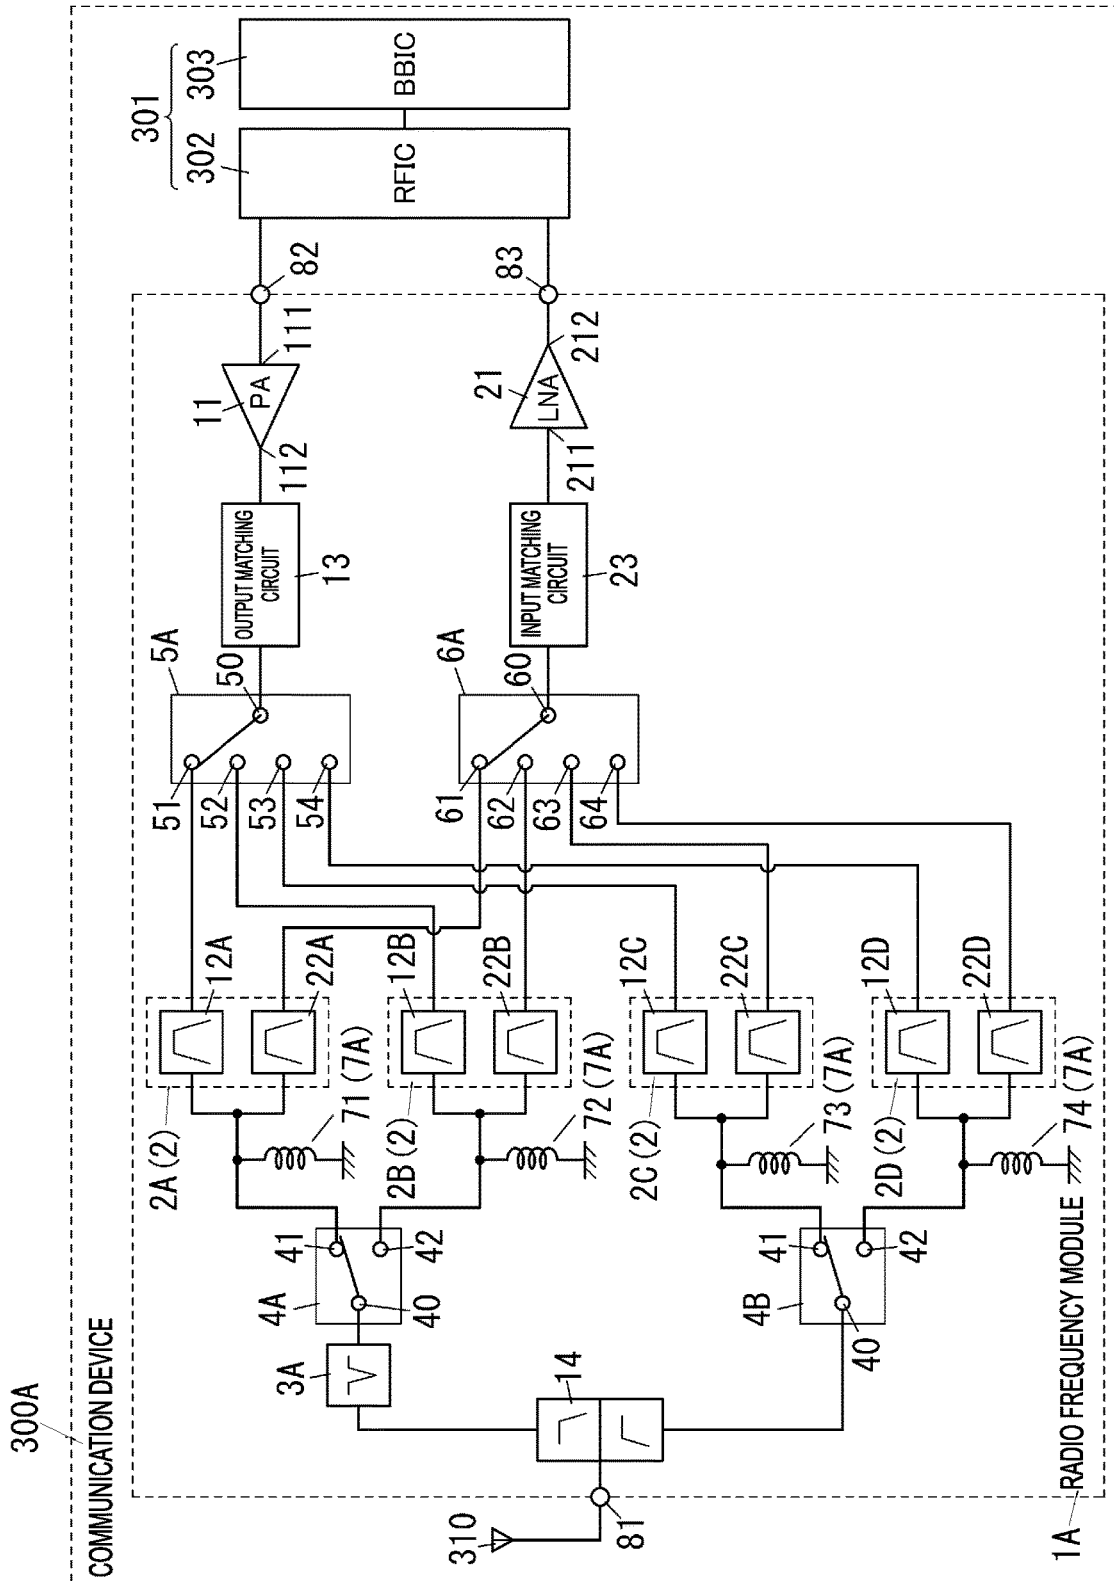 300A
COMMUNICATION DEVICE
301
302
303
RFIC
BBIC
82
83
11
PA
111
112
21
LNA
211
212
OUTPUT MATCHING
CIRCUIT
13
INPUT MATCHING
CIRCUIT
23
5A
50
51
52
53
54
6A
60
61
62
63
64
12A
22A
2A (2)
71 (7A)
12B
22B
2B (2)
72 (7A)
12C
22C
2C (2)
73 (7A)
12D
22D
2D (2)
74 (7A)
41
42
4A
40
41
42
4B
40
3A
14
310
81
1A
RADIO FREQUENCY MODULE